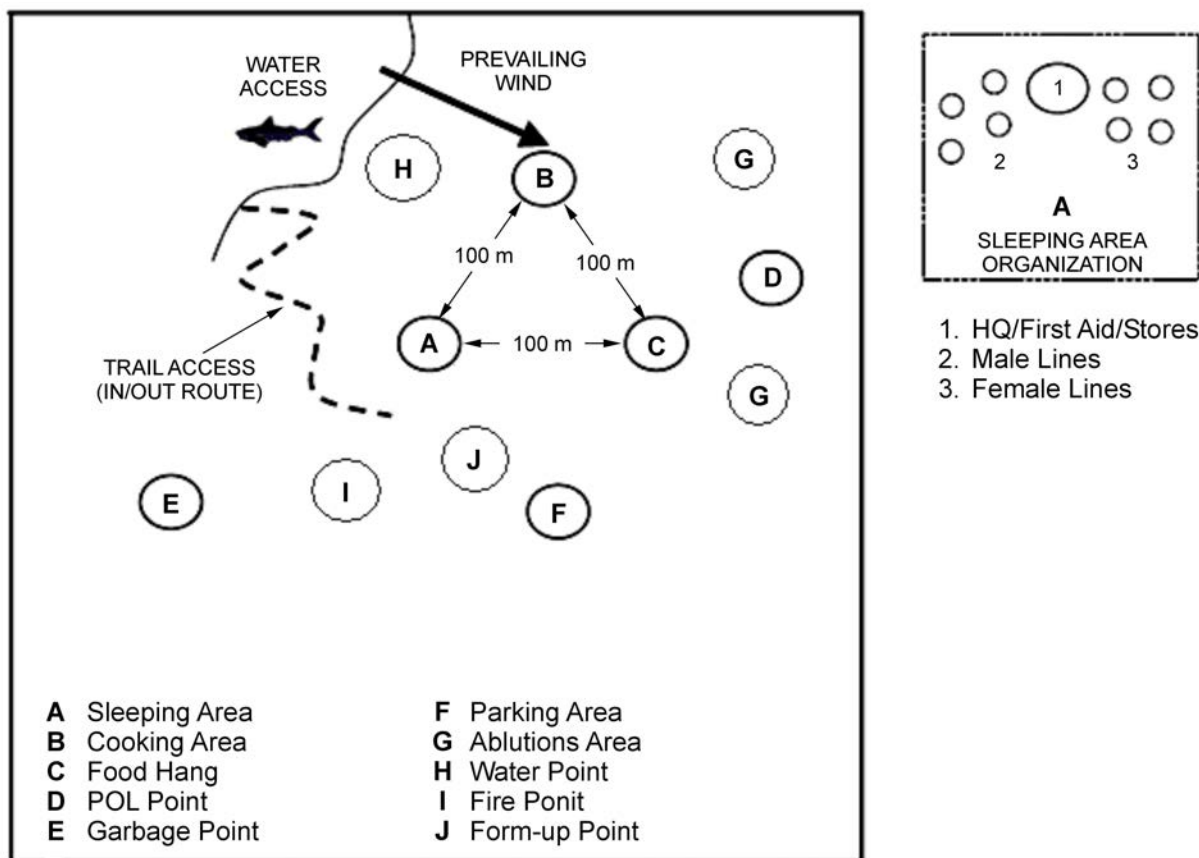 WATER
ACCESS
PREVAILING
WIND
H
B
G
100 m
100 m
D
A
100 m
C
TRAIL ACCESS
(IN/OUT ROUTE)
G
J
E
I
F
A Sleeping Area
B Cooking Area
C Food Hang
D POL Point
E Garbage Point
F Parking Area
G Ablutions Area
H Water Point
I Fire Ponit
J Form-up Point
1
2
3
A
SLEEPING AREA
ORGANIZATION
1. HQ/First Aid/Stores
2. Male Lines
3. Female Lines